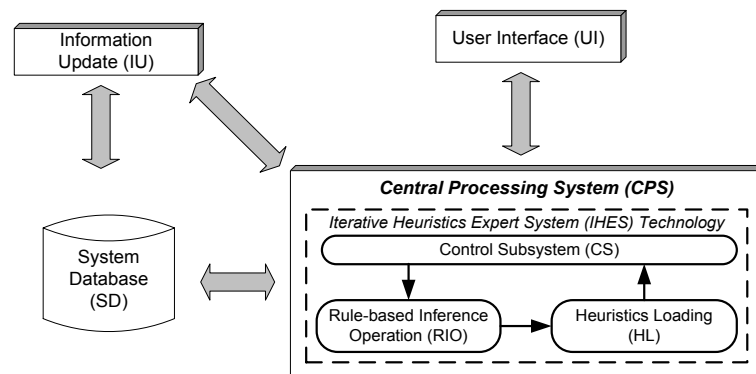 Information
Update (IU)
User Interface (UI)
Central Processing System (CPS)
Iterative Heuristics Expert System (IHES) Technology
Control Subsystem (CS)
System
Database
(SD)
Rule-based Inference
Operation (RIO)
Heuristics Loading
(HL)